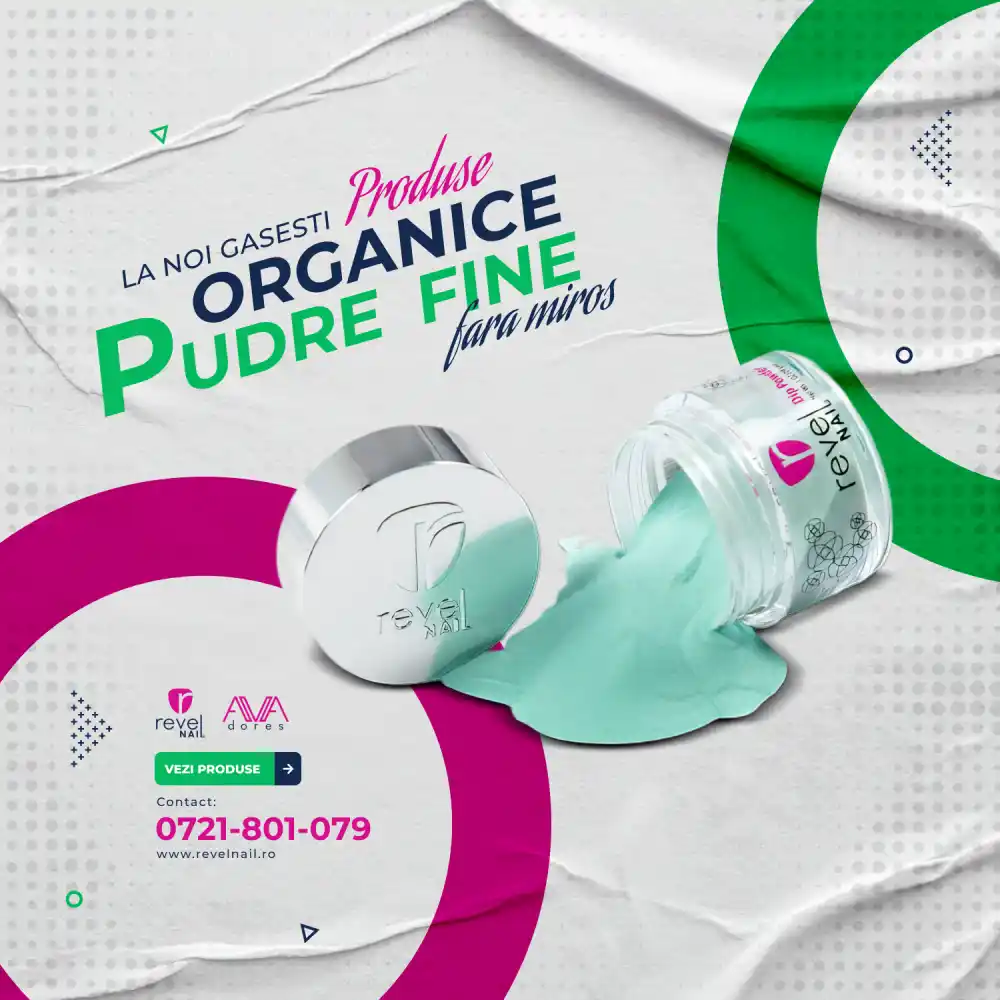 LA NOI GASESTI Produse
ORGANICE
PUDRE FINE
fara miros
Dip Powder
revel
NAIL
revel
NAIL
revel
NAIL
AVA
dores
VEZI PRODUSE
Contact:
0721-801-079
www.revelnail.ro